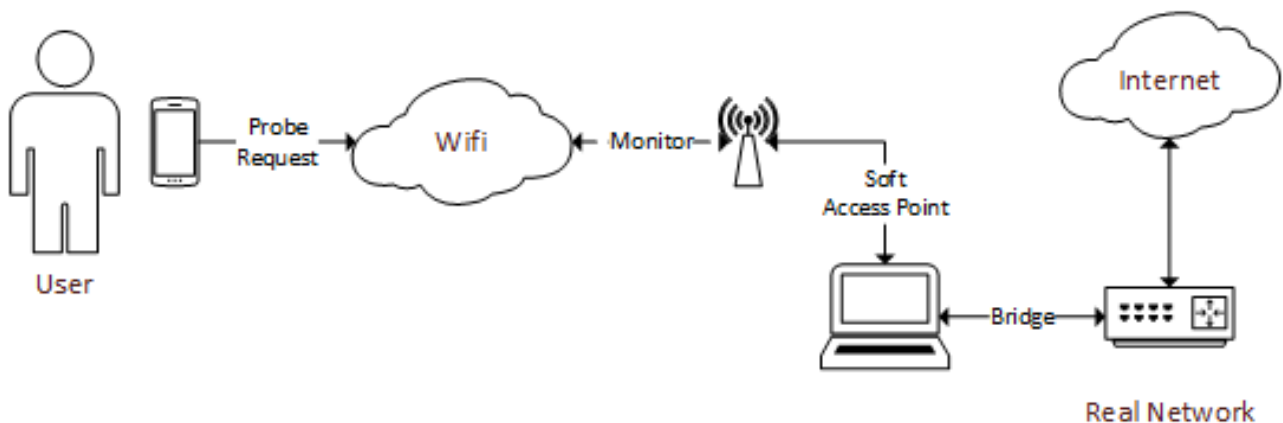 Internet
Probe
Request
Wifi
Monitor
Soft
Access Point
User
Bridge
Real Network